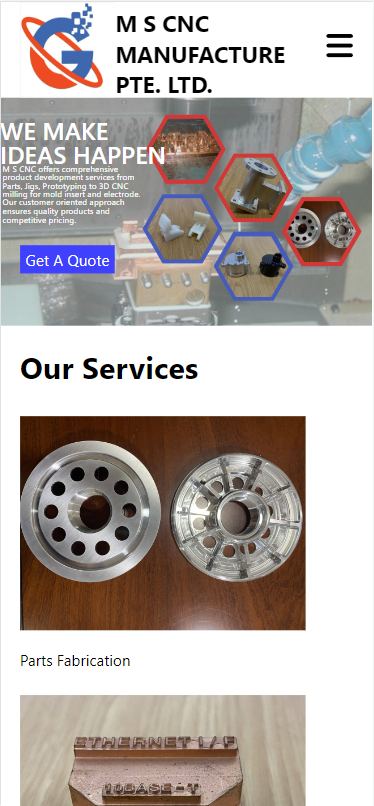 M S CNC
MANUFACTURE
PTE. LTD.
WE MAKE
IDEAS HAPPEN
M S CNC offers comprehensive
product development services from
Parts, Jigs, Prototyping to 3D CNC
milling for mold insert and electrode.
Our customer oriented approach
ensures quality products and
competitive pricing.
Get A Quote
Our Services
Parts Fabrication
ETHERNET I/F